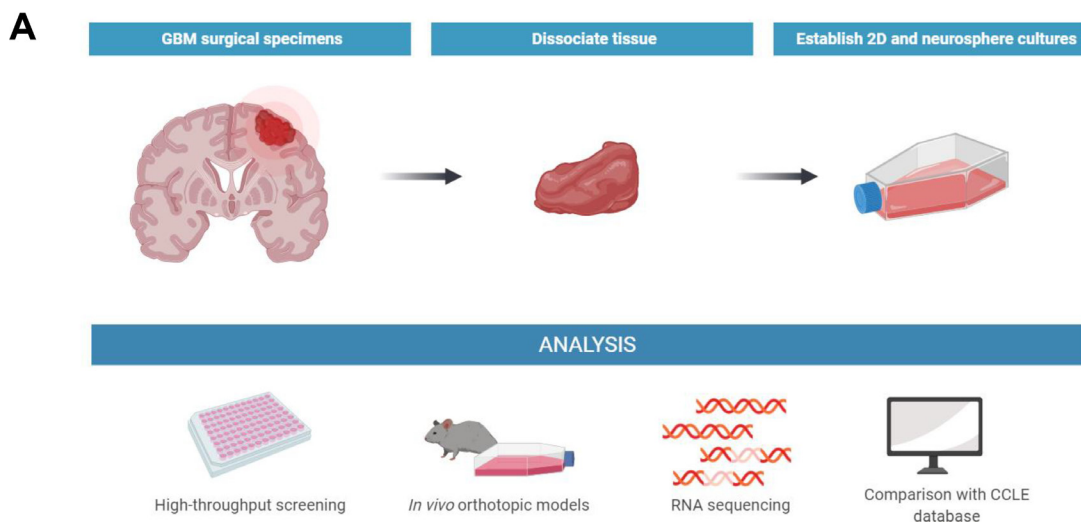 A
GBM surgical specimens
Dissociate tissue
Establish 2D and neurosphere cultures
ANALYSIS
High-throughput screening
In vivo orthotopic models
RNA sequencing
Comparison with CCLE
database